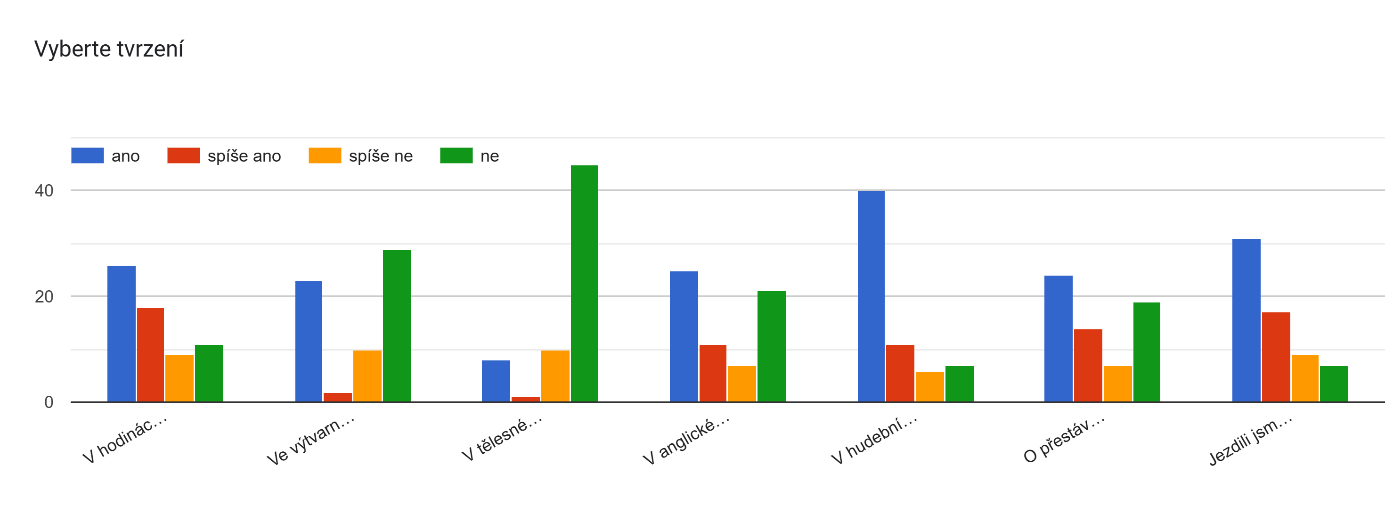 Vyberte tvrzení
ano spíše ano spíše ne ne
40
20
0
V hodinác...
Ve výtvarn...
V tělesné...
V anglické...
V hudební...
O přestáv...
Jezdili jsm...